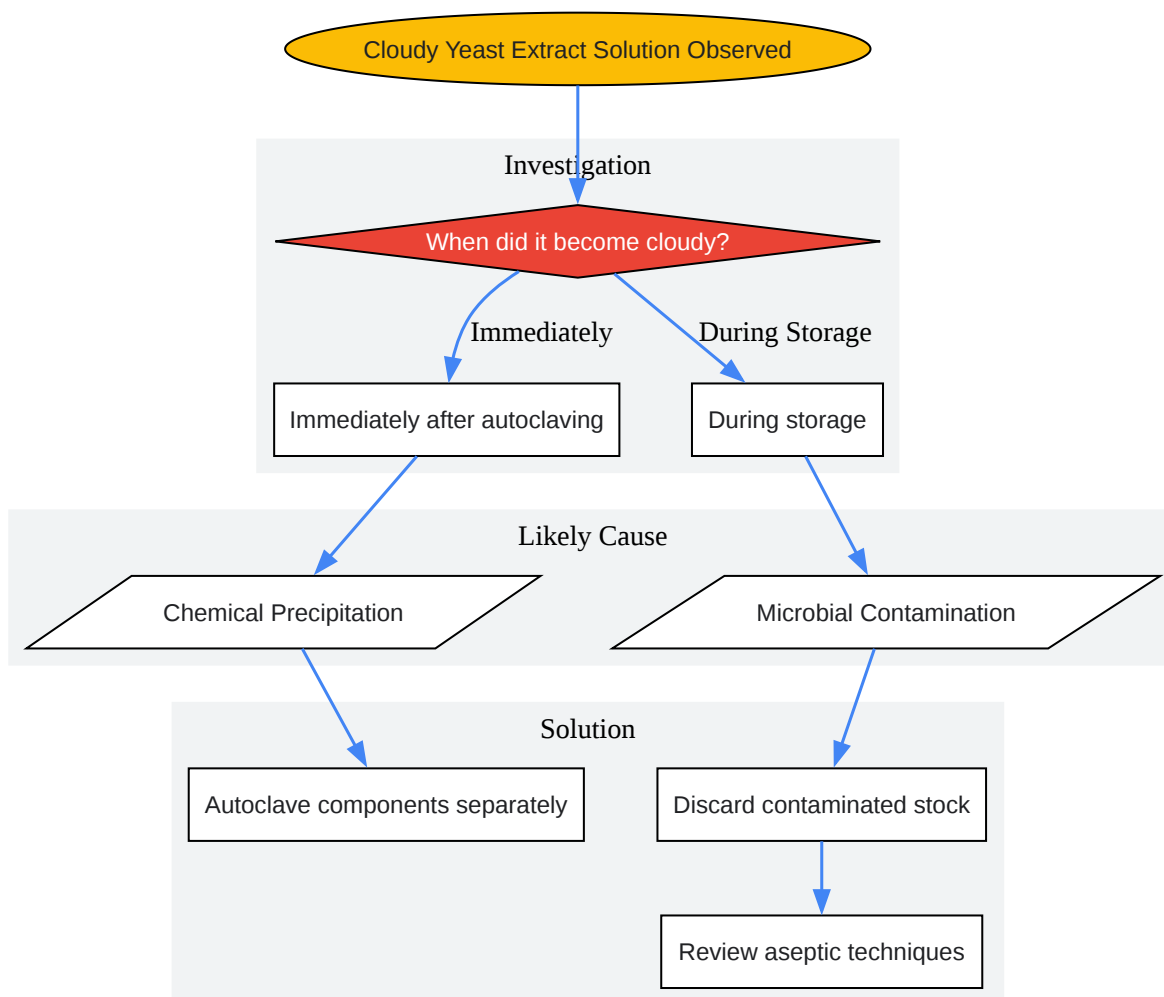 Cloudy Yeast Extract Solution Observed
Investigation
When did it become cloudy?
Immediately
During Storage
Immediately after autoclaving
During storage
Likely Cause
Chemical Precipitation
Microbial Contamination
Solution
Autoclave components separately
Discard contaminated stock
Review aseptic techniques